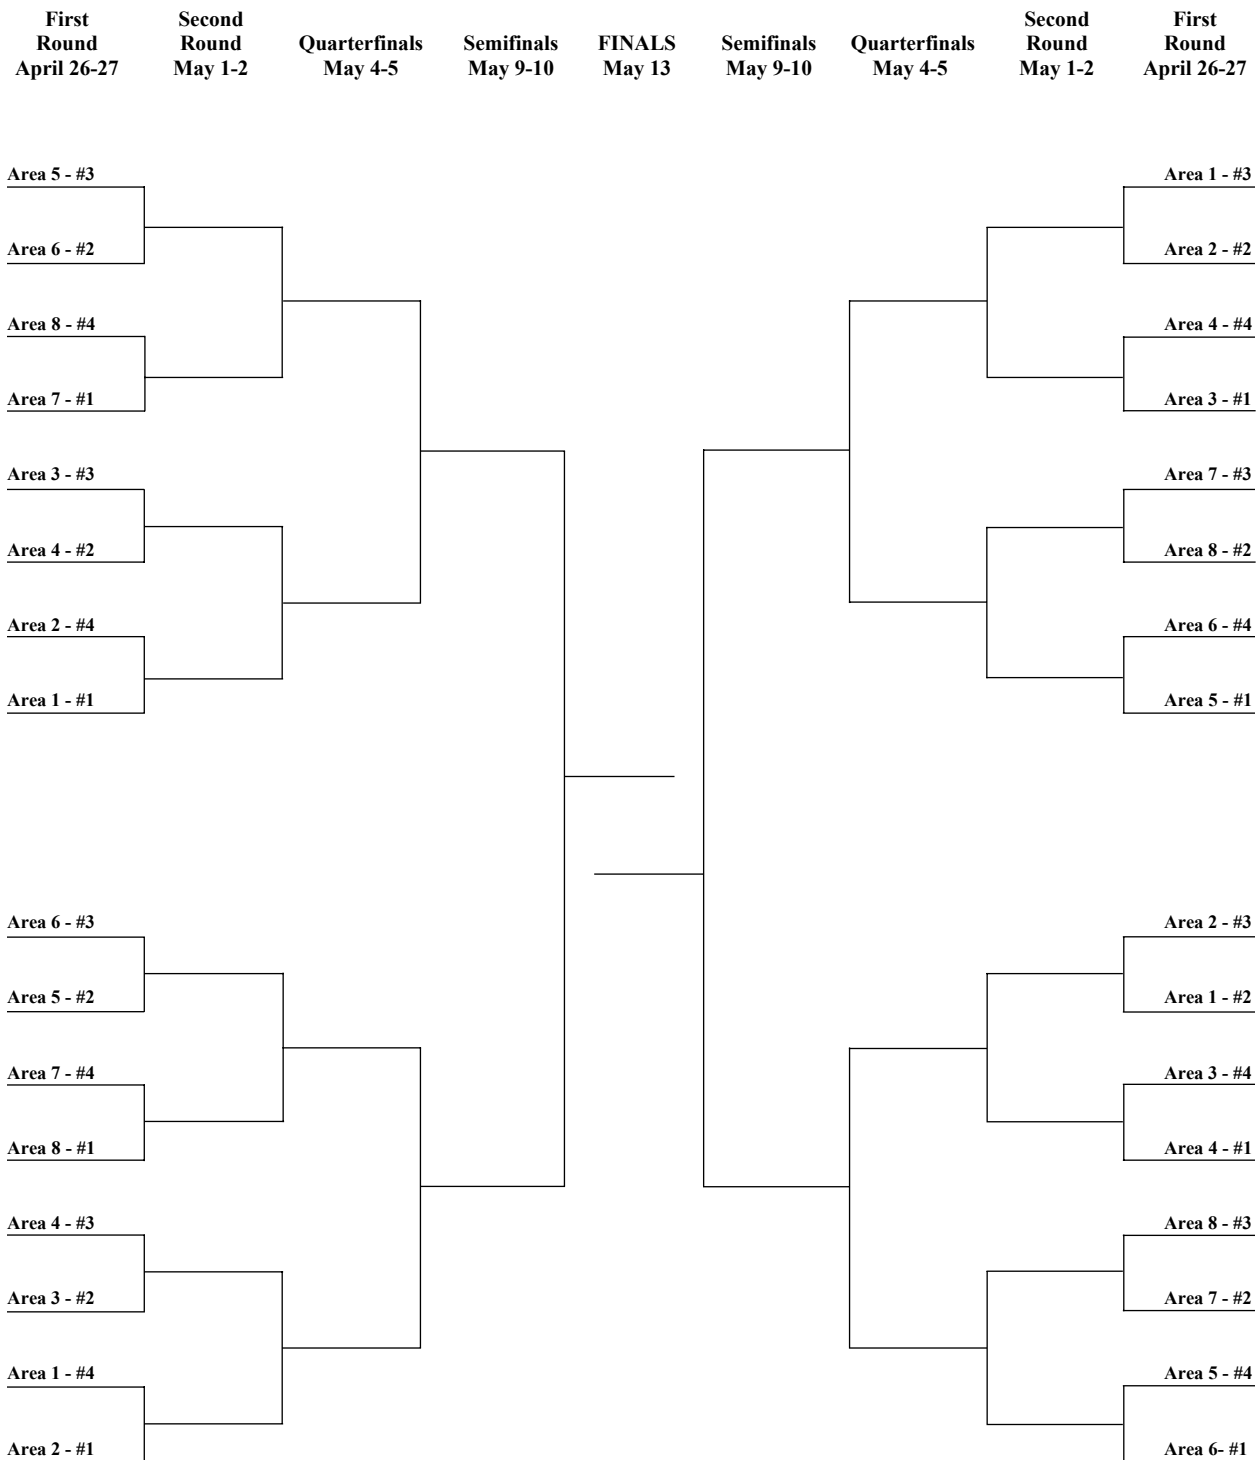 First Round April 26-27
Second Round May 1-2
Quarterfinals May 4-5
Semifinals May 9-10
FINALS May 13
Semifinals May 9-10
Quarterfinals May 4-5
Second Round May 1-2
First Round April 26-27
Area 5 - #3
Area 6 - #2
Area 8 - #4
Area 7 - #1
Area 3 - #3
Area 4 - #2
Area 2 - #4
Area 1 - #1
Area 6 - #3
Area 5 - #2
Area 7 - #4
Area 8 - #1
Area 4 - #3
Area 3 - #2
Area 1 - #4
Area 2 - #1
Area 1 - #3
Area 2 - #2
Area 4 - #4
Area 3 - #1
Area 7 - #3
Area 8 - #2
Area 6 - #4
Area 5 - #1
Area 2 - #3
Area 1 - #2
Area 3 - #4
Area 4 - #1
Area 8 - #3
Area 7 - #2
Area 5 - #4
Area 6- #1